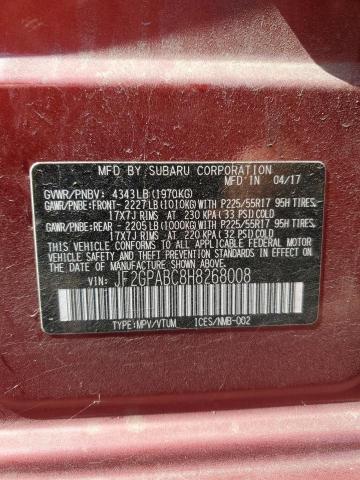 MFD BY SUBARU CORPORATION
MFD IN 04/17
GVWR/PNBV: 4343LB(1970KG)
GAWR/PNBE:FRONT- 2227LB(1010KG) WITH P225/55R17 95H TIRES
17X7J RIMS AT 230 KPA(33 PSI)COLD
GAWR/PNBE:REAR - 2205LB(1000KG) WITH P225/55R17 95H TIRES
17X7J RIMS AT 220 KPA(32 PSI)COLD
THIS VEHICLE CONFORMS TO ALL APPLICABLE FEDERAL MOTOR
VEHICLE SAFETY, BUMPER, AND THEFT PREVENTION STANDARDS
IN EFFECT ON THE DATE OF MANUFACTURE SHOWN ABOVE.
VIN: JF2GPABC8H8268008
TYPE:MPV/VTUM ICES/NMB-002